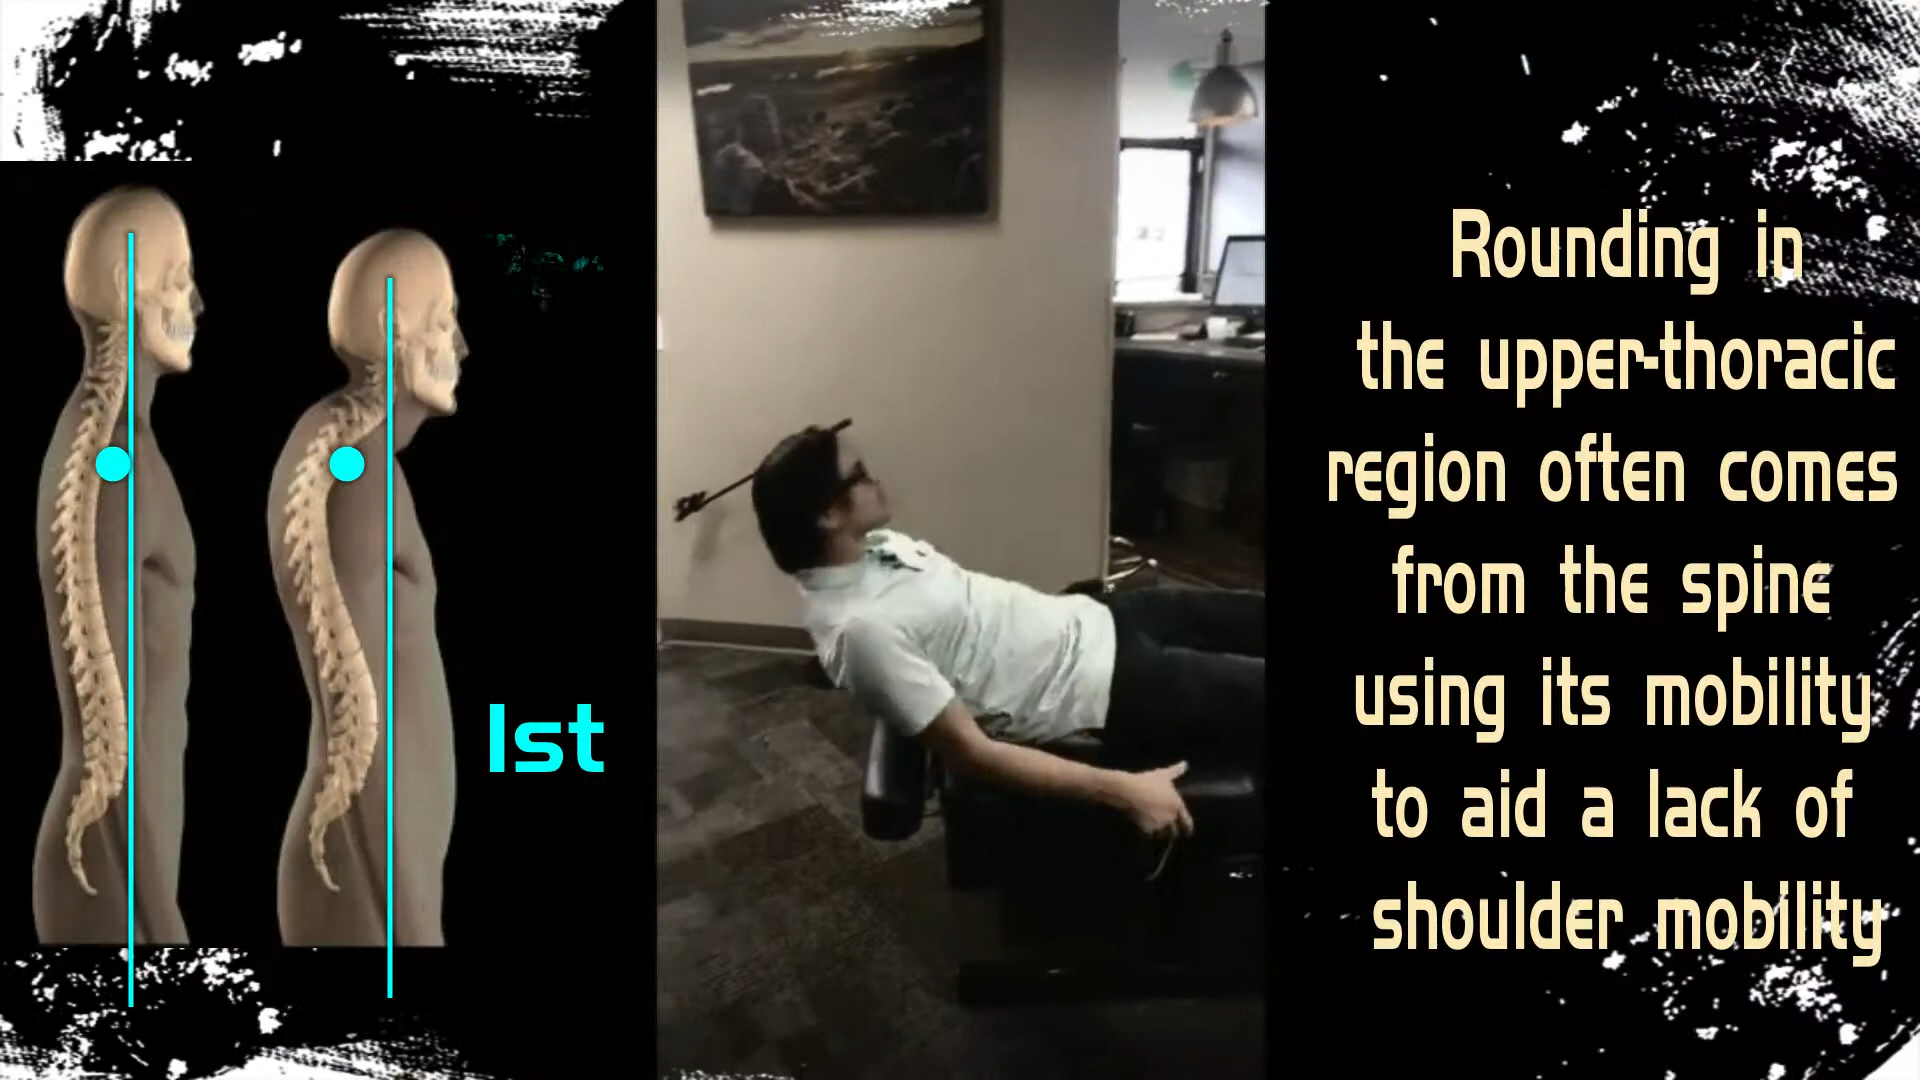 1st
Rounding in
the upper-thoracic
region often comes
from the spine
using its mobility
to aid a lack of
shoulder mobility